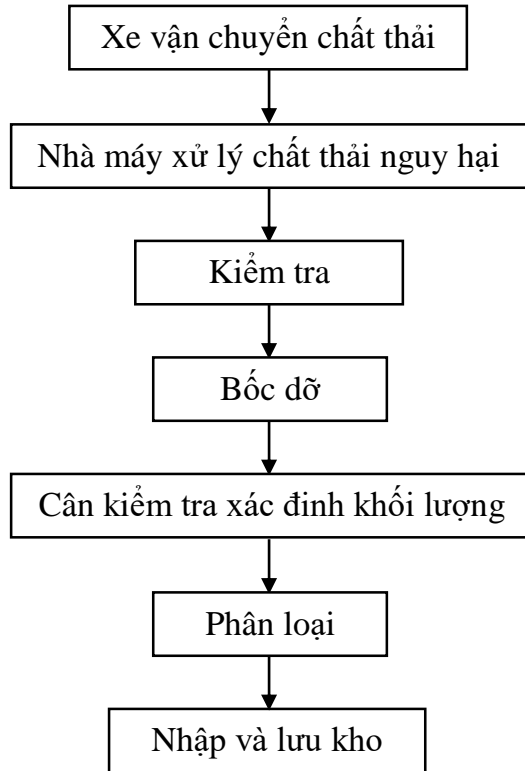 Xe vận chuyển chất thải
Nhà máy xử lý chất thải nguy hại
Kiểm tra
Bốc dỡ
Cân kiểm tra xác đinh khối lượng
Phân loại
Nhập và lưu kho